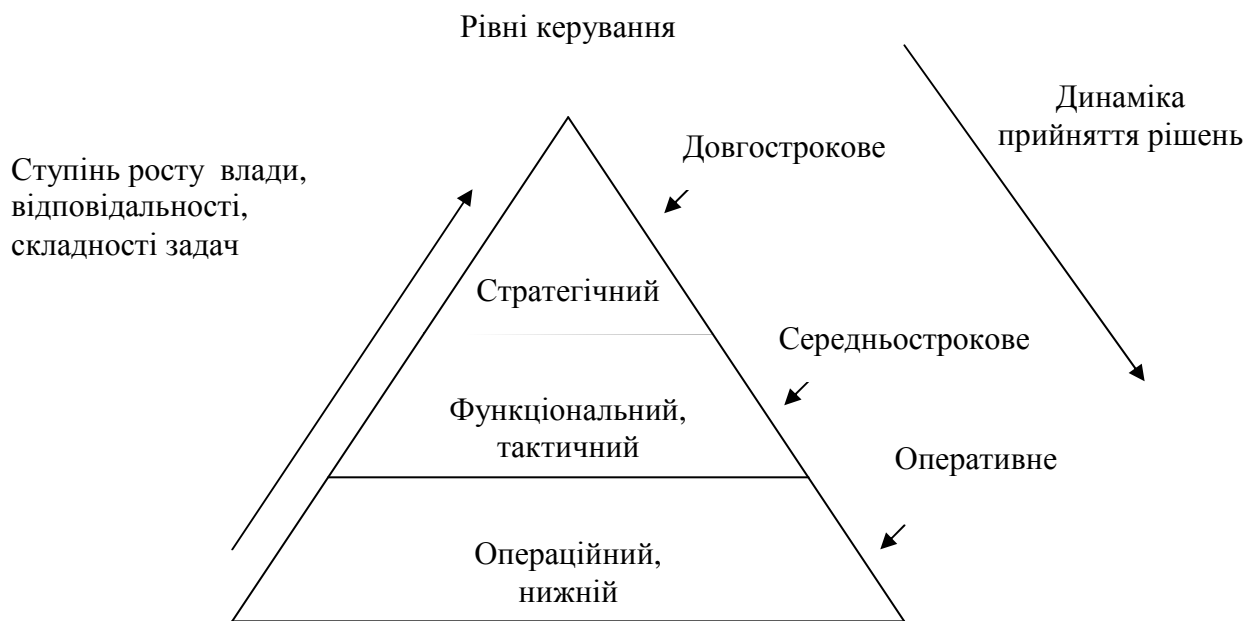 Рівні керування
Динаміка
прийняття рішень
Довгострокове
Ступінь росту влади,
відповідальності,
складності задач
Стратегічний
Середньострокове
Функціональний,
тактичний
Оперативне
Операційний,
нижній